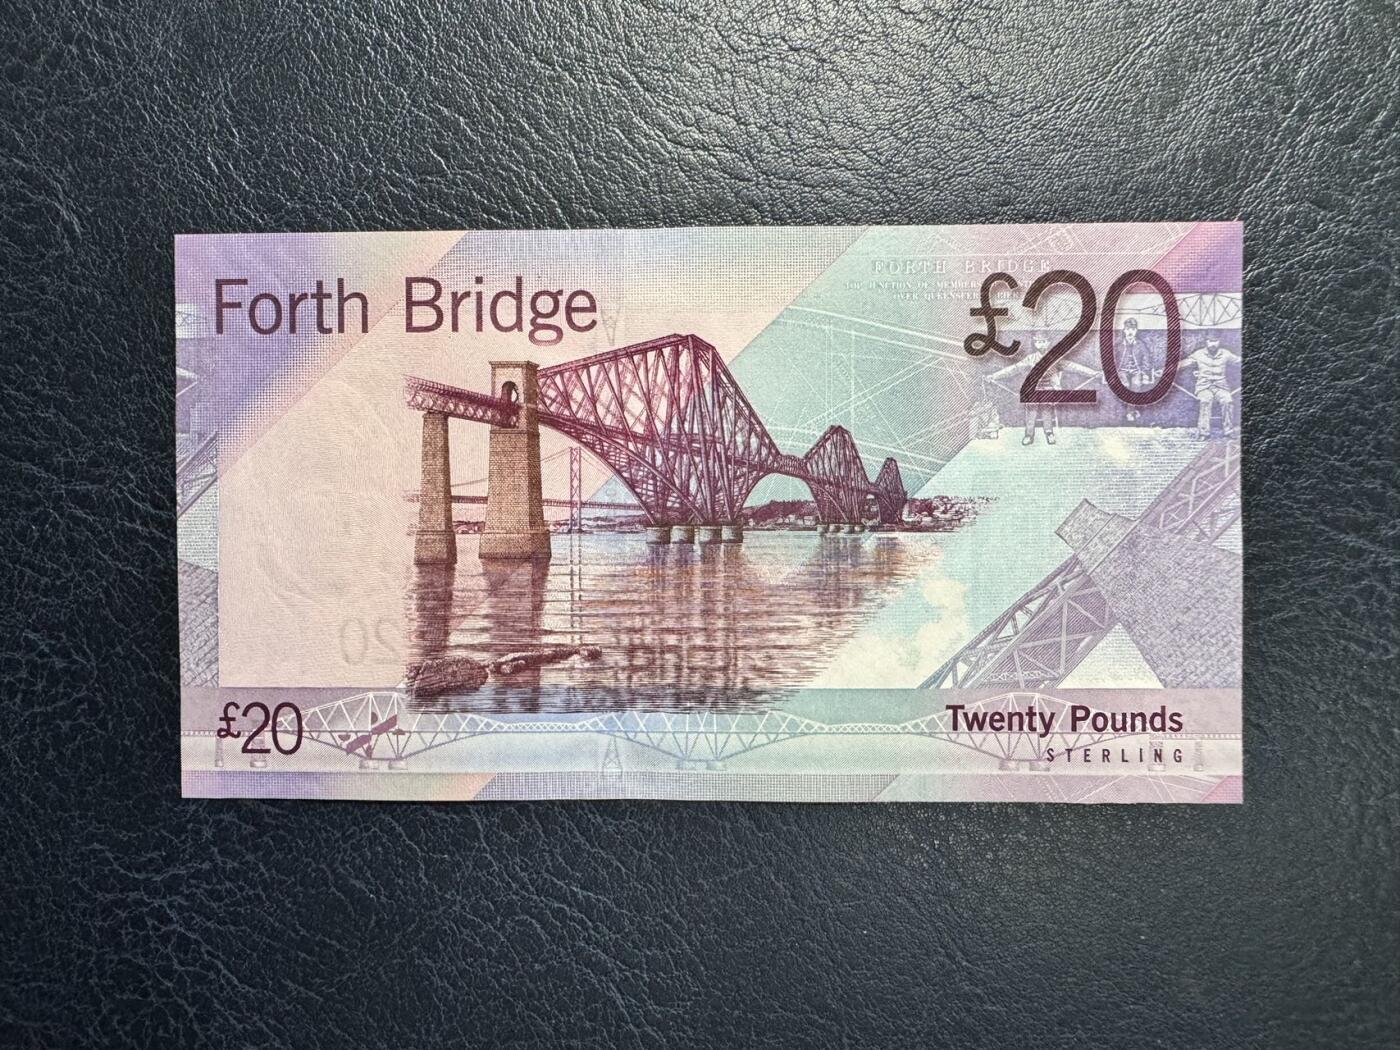 Forth Bridge
FORTH BRIDGE
£20
£20
Twenty Pounds
STERLING